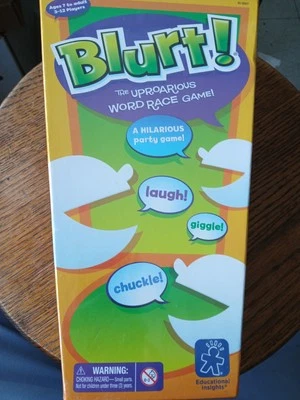 Ages 7 to adult
3-12 Players
Blurt!
THE UPROARIOUS
WORD RACE GAME!
A HILARIOUS
party game!
laugh!
giggle!
chuckle!
WARNING:
CHOKING HAZARD — Small parts
Not for children under (3) years
Educational
Insights